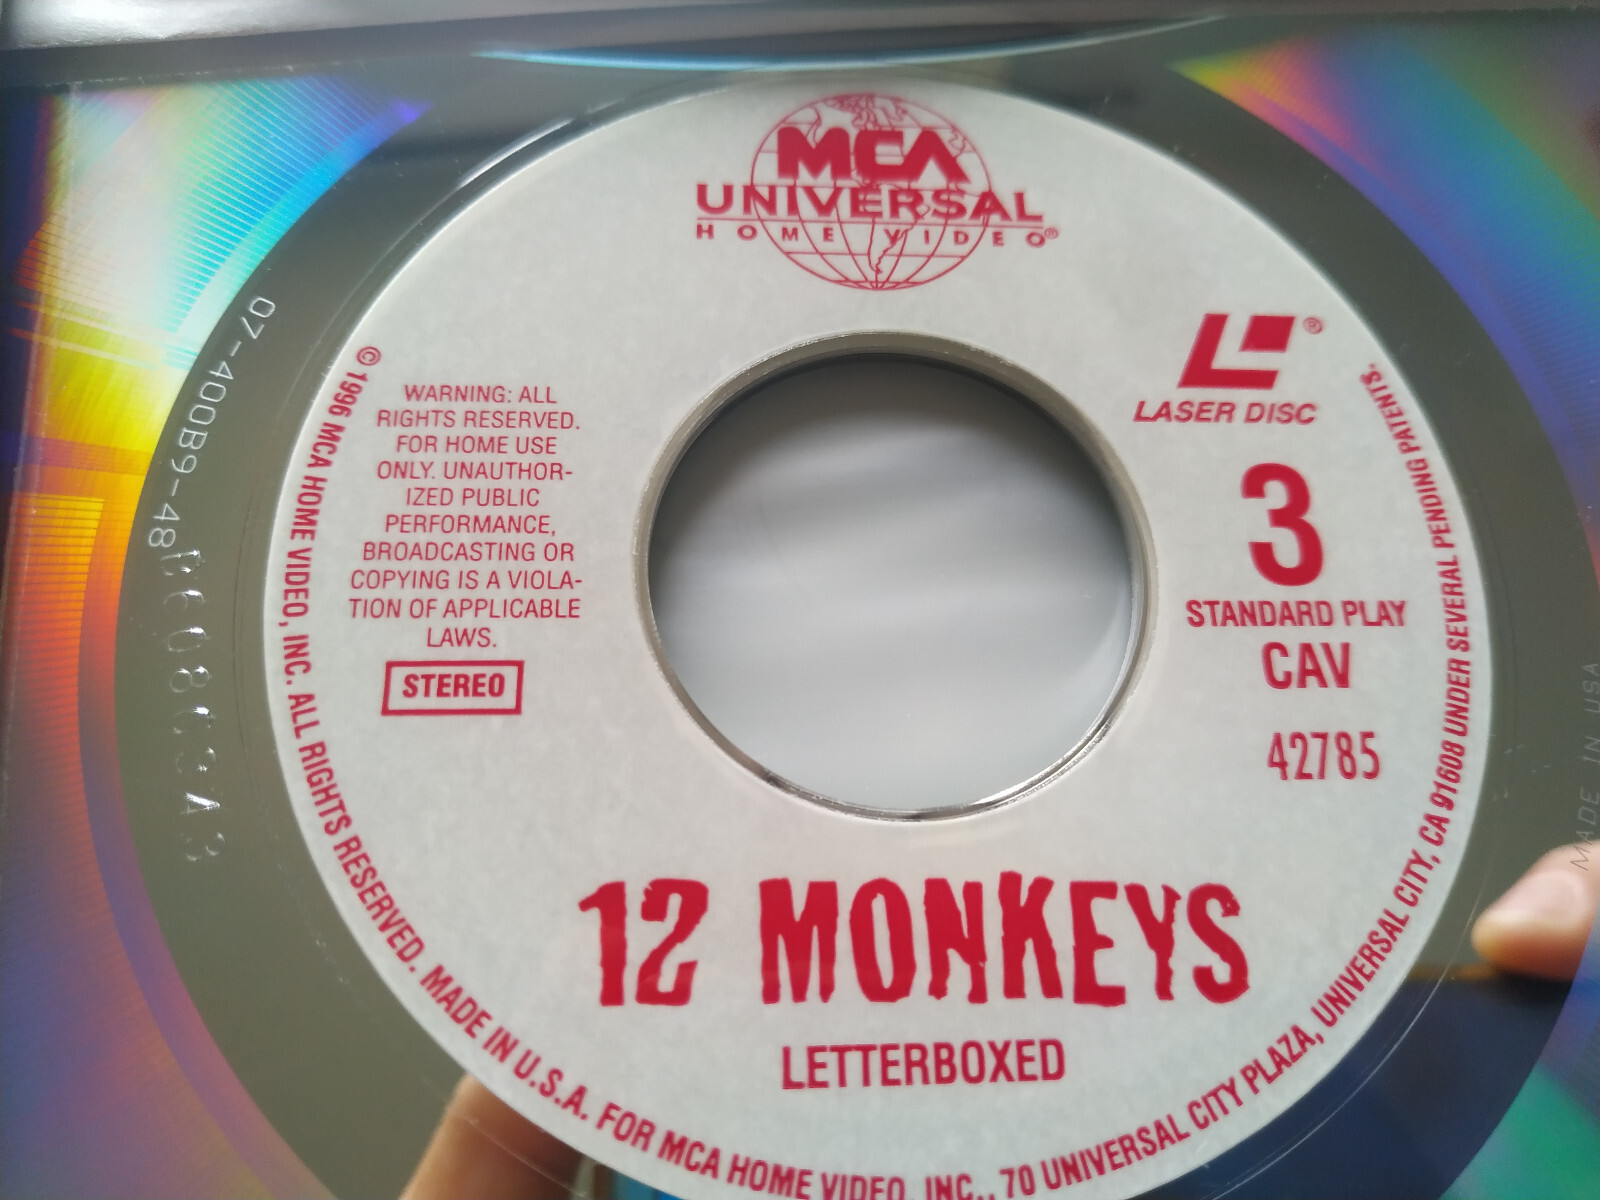 MCA
UNIVERSAL
HOME VIDEO®
LASER DISC®
3
STANDARD PLAY
CAV
42785
WARNING: ALL
RIGHTS RESERVED.
FOR HOME USE
ONLY. UNAUTHOR-
IZED PUBLIC
PERFORMANCE,
BROADCASTING OR
COPYING IS A VIOLA-
TION OF APPLICABLE
LAWS.
STEREO
12 MONKEYS
LETTERBOXED
© 1996 MCA HOME VIDEO, INC. ALL RIGHTS RESERVED. MADE IN U.S.A. FOR MCA HOME VIDEO, INC., 70 UNIVERSAL CITY PLAZA, UNIVERSAL CITY, CA 91608 UNDER SEVERAL PENDING PATENTS.
07-400B9-48
MADE IN USA